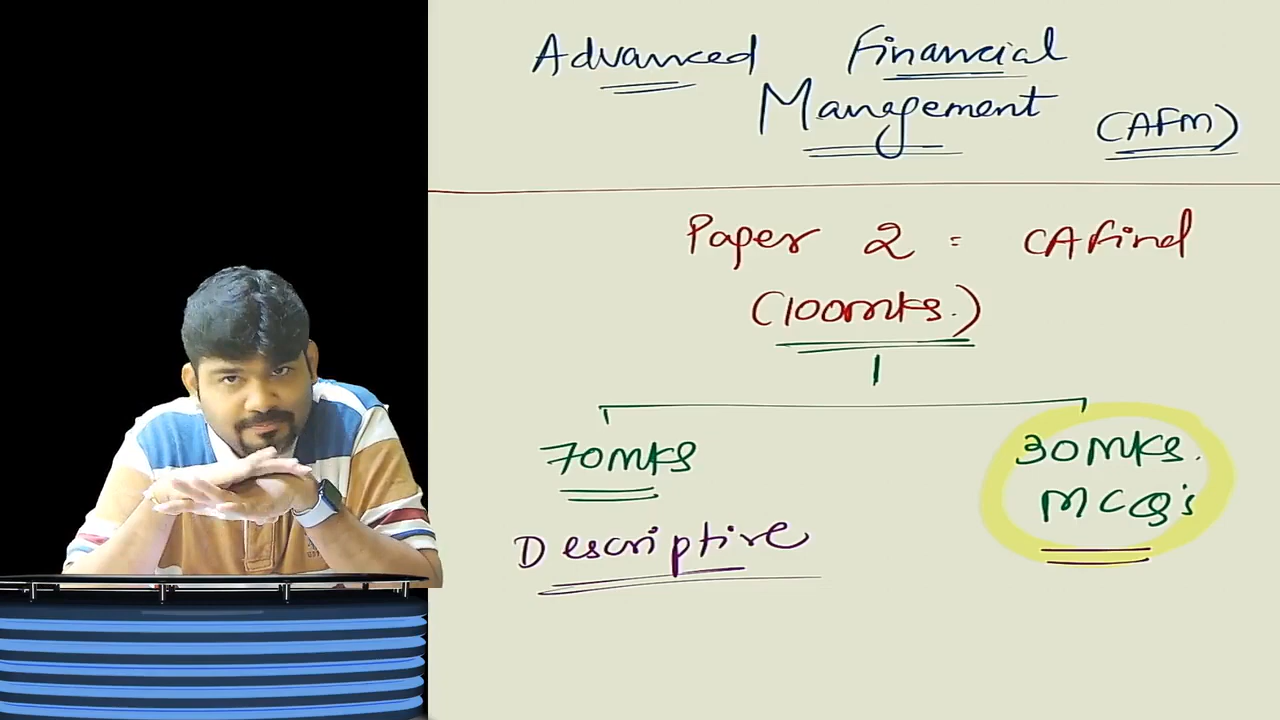 Advanced Financial
Management (AFM)
Paper 2 = CA Final
(100mks.)
70MKS
Descriptive
30MKS.
MCQ's